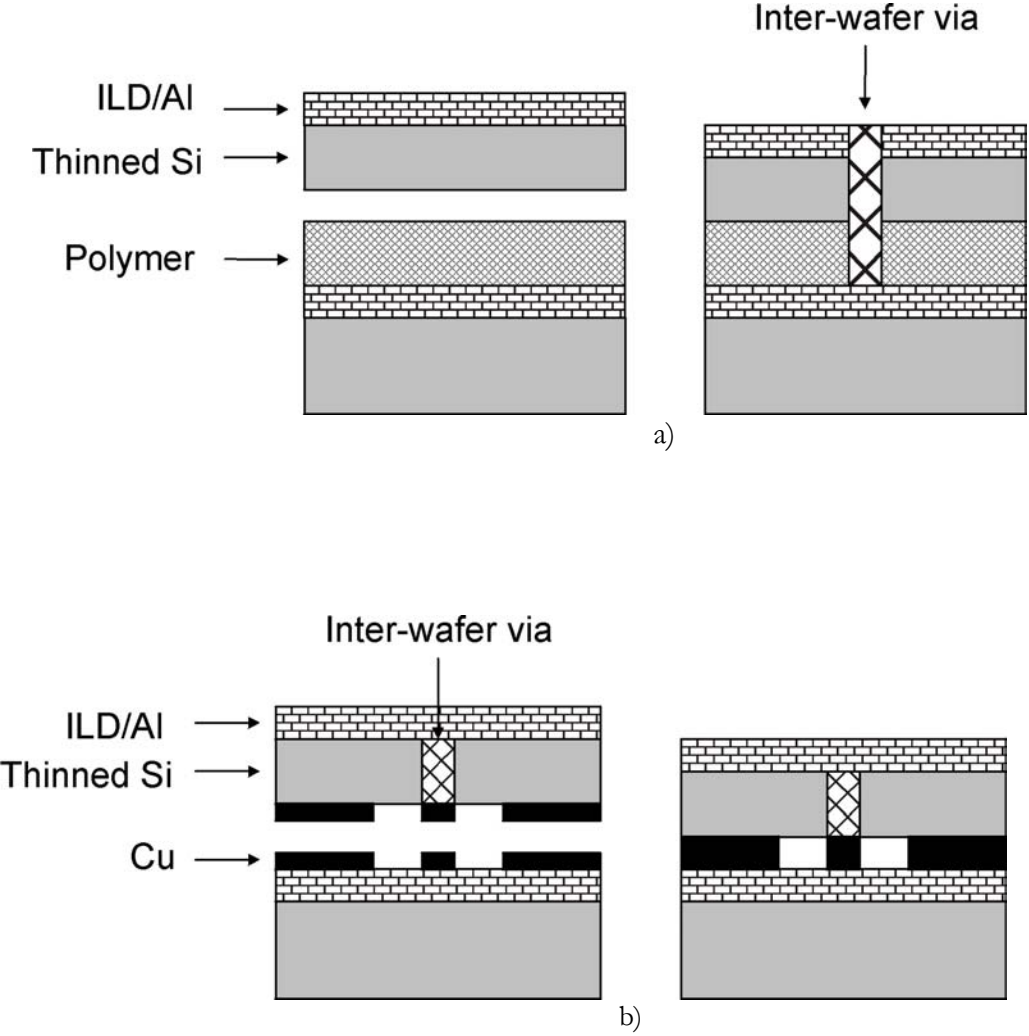 Inter-wafer via
ILD/Al
Thinned Si
Polymer
a)
Inter-wafer via
ILD/Al
Thinned Si
Cu
b)